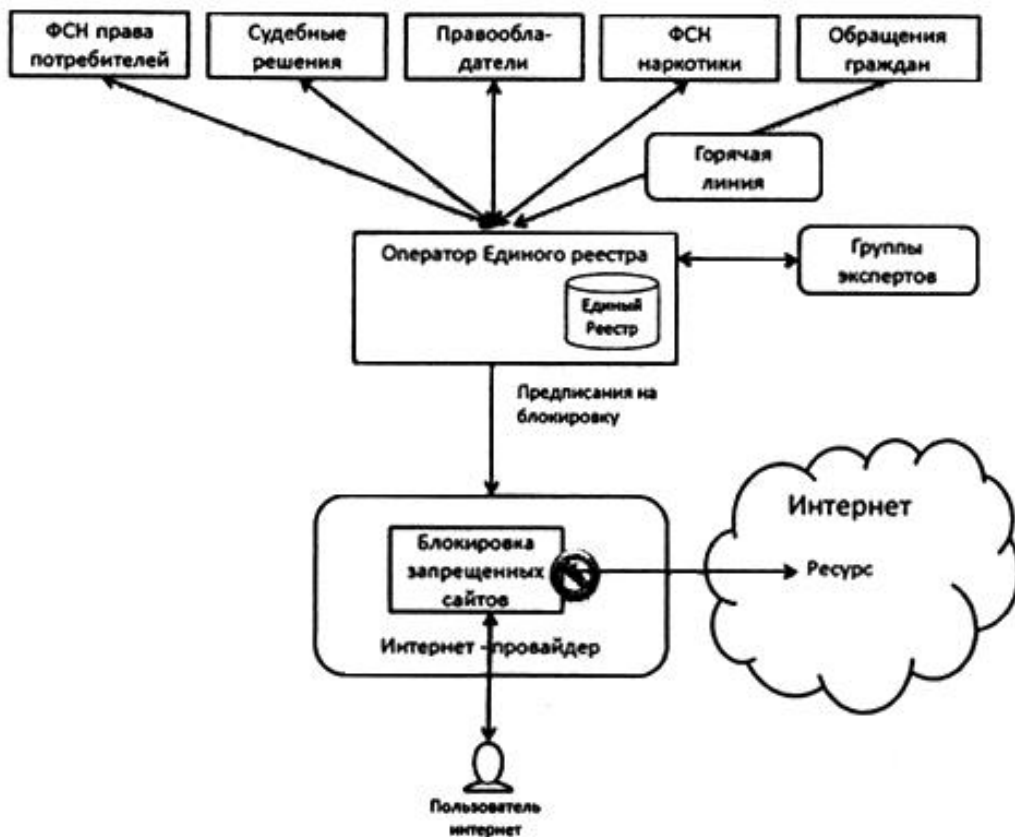 ФСН права
потребителей
Судебные
решения
Правообла-
датели
ФСН
наркотики
Обращения
граждан
Горячая
линия
Оператор Единого реестра
Единый
Реестр
Группы
экспертов
Предписания на
блокировку
Интернет
Ресурс
Блокировка
запрещенных
сайтов
Интернет - провайдер
Пользователь
интернет